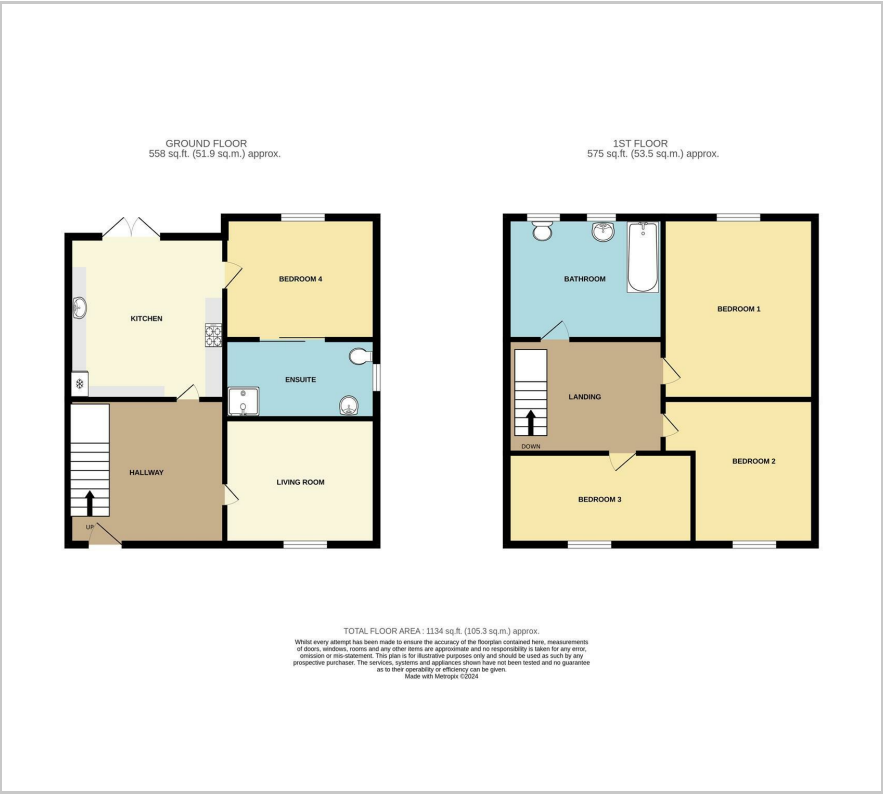 GROUND FLOOR
558 sq.ft. (51.9 sq.m.) approx.
1ST FLOOR
575 sq.ft. (53.5 sq.m.) approx.
BEDROOM 4
KITCHEN
ENSUITE
HALLWAY
LIVING ROOM
UP
BATHROOM
BEDROOM 1
LANDING
DOWN
BEDROOM 2
BEDROOM 3
TOTAL FLOOR AREA : 1134 sq.ft. (105.3 sq.m.) approx.
Whilst every attempt has been made to ensure the accuracy of the floorplan contained here, measurements
of doors, windows, rooms and any other items are approximate and no responsibility is taken for any error,
omission or mis-statement. This plan is for illustrative purposes only and should be used as such by any
prospective purchaser. The services, systems and appliances shown have not been tested and no guarantee
as to their operability or efficiency can be given.
Made with Metropix ©2024